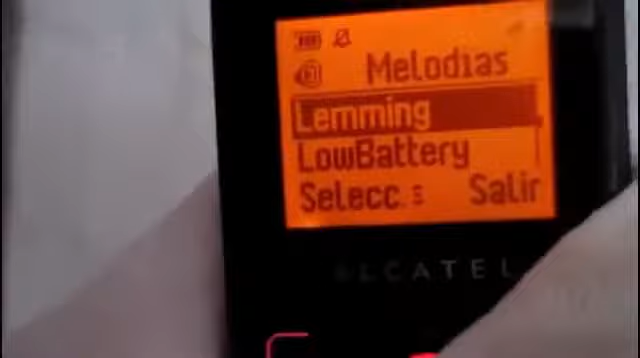 Melodias
Lemming
LowBattery
Selecc. s Salir
ALCATEL